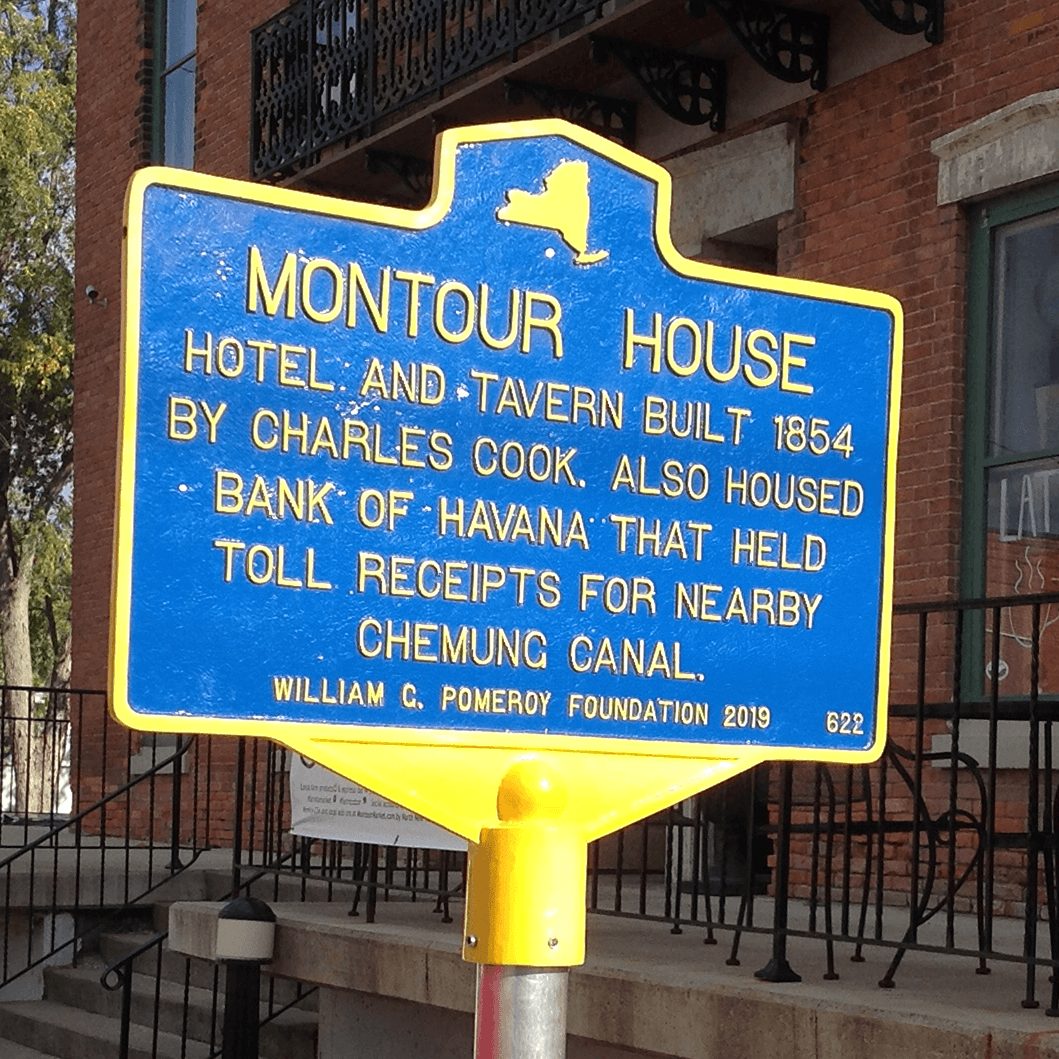 MONTOUR HOUSE
HOTEL AND TAVERN BUILT 1854
BY CHARLES COOK. ALSO HOUSED
BANK OF HAVANA THAT HELD
TOLL RECEIPTS FOR NEARBY
CHEMUNG CANAL.
WILLIAM G. POMEROY FOUNDATION 2019 622